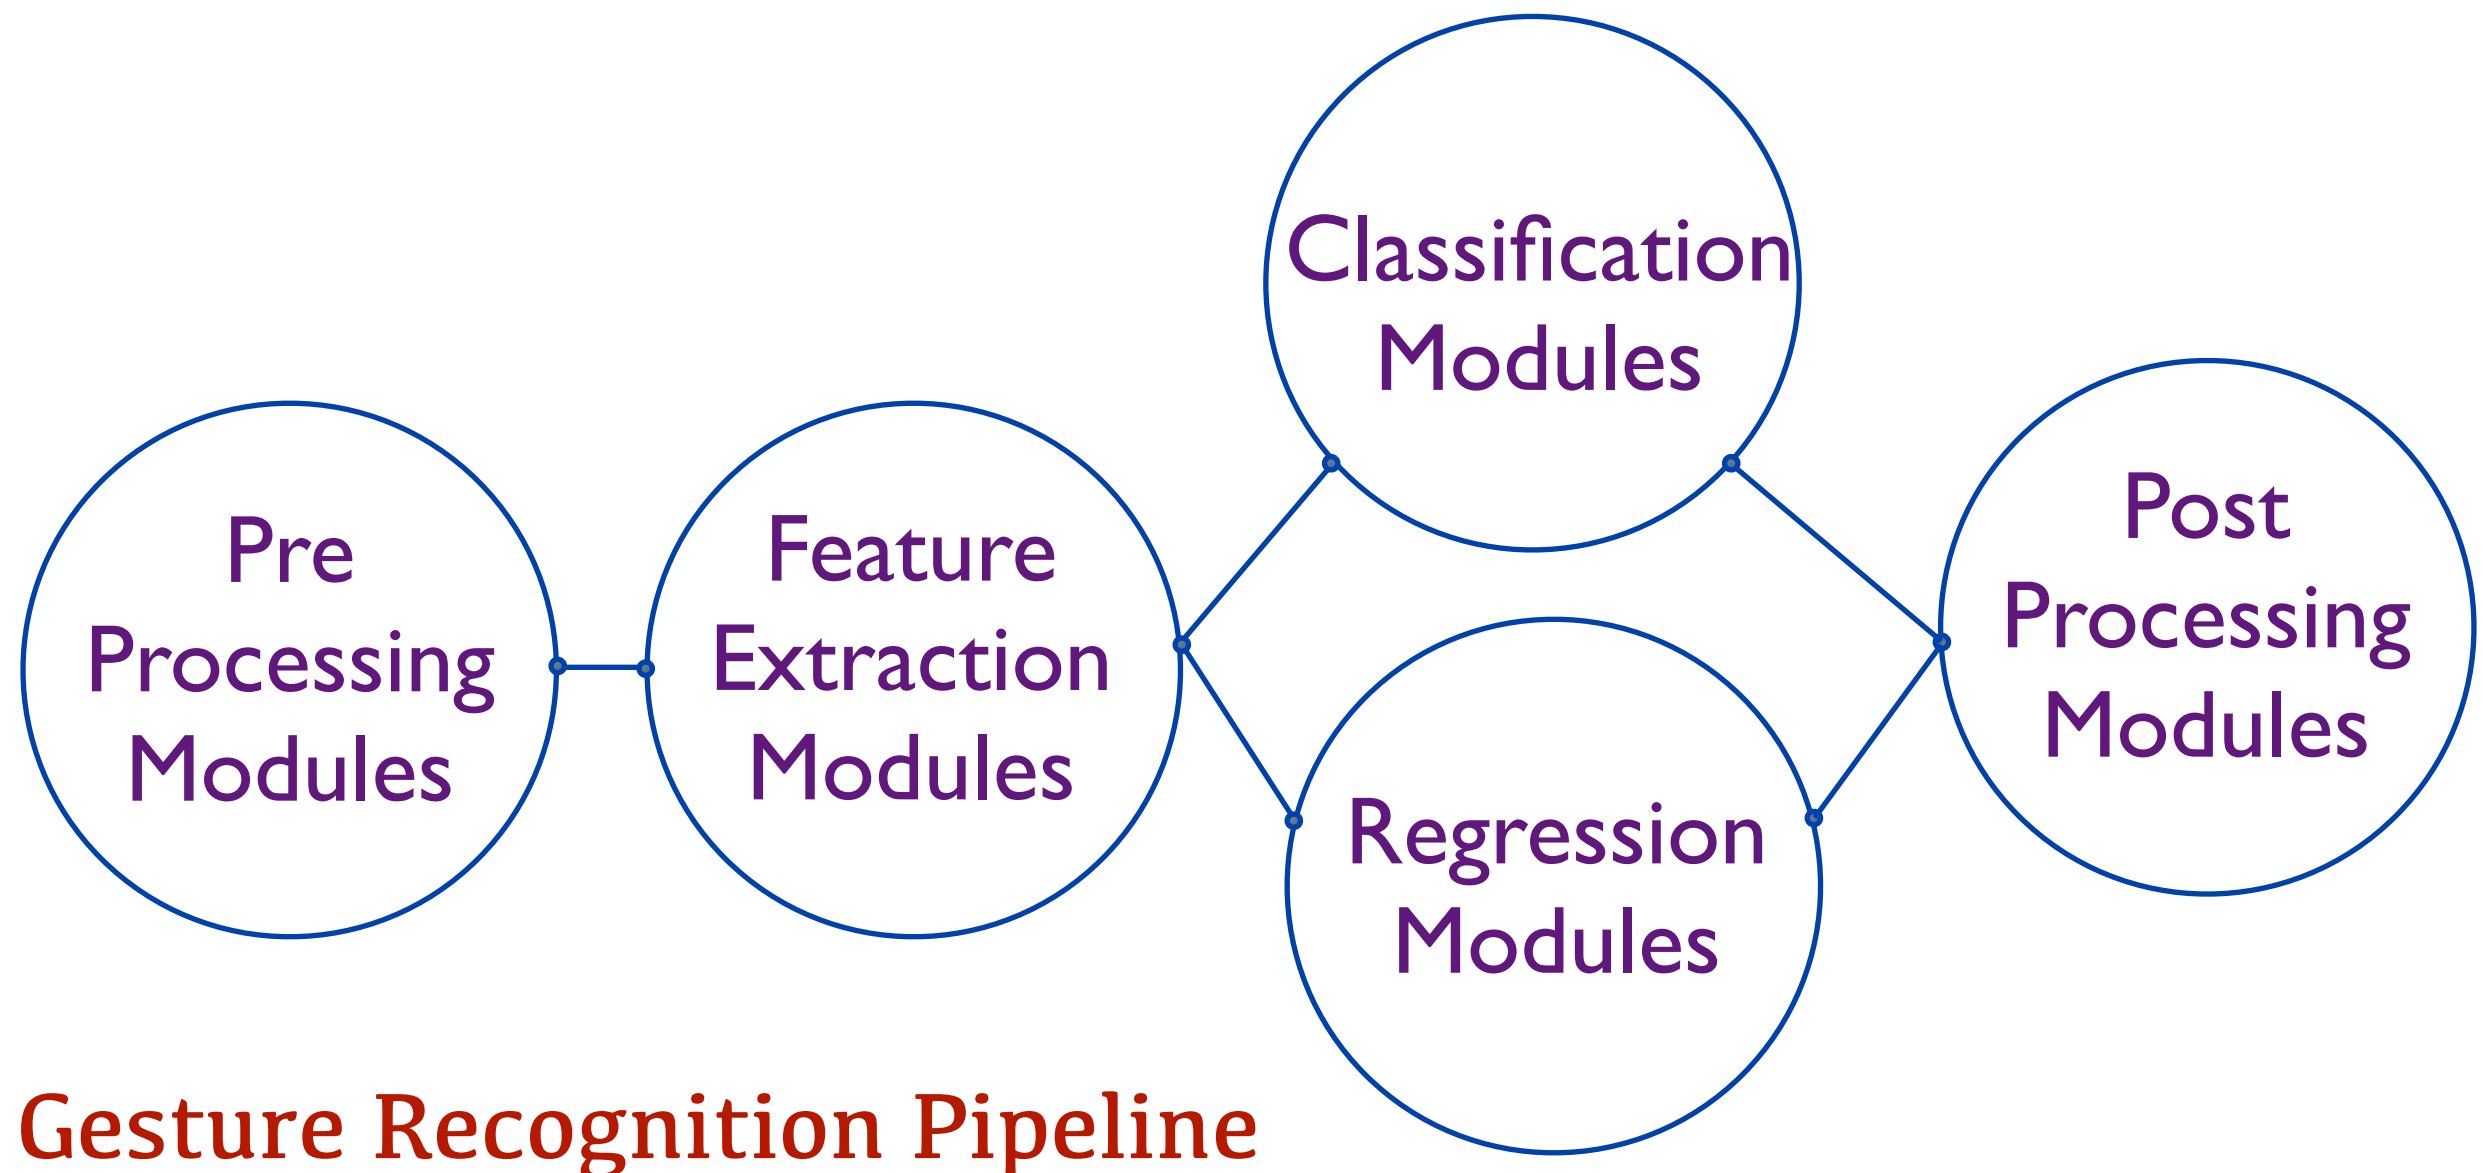 Pre
Processing
Modules
Feature
Extraction
Modules
Classification
Modules
Regression
Modules
Post
Processing
Modules
Gesture Recognition Pipeline